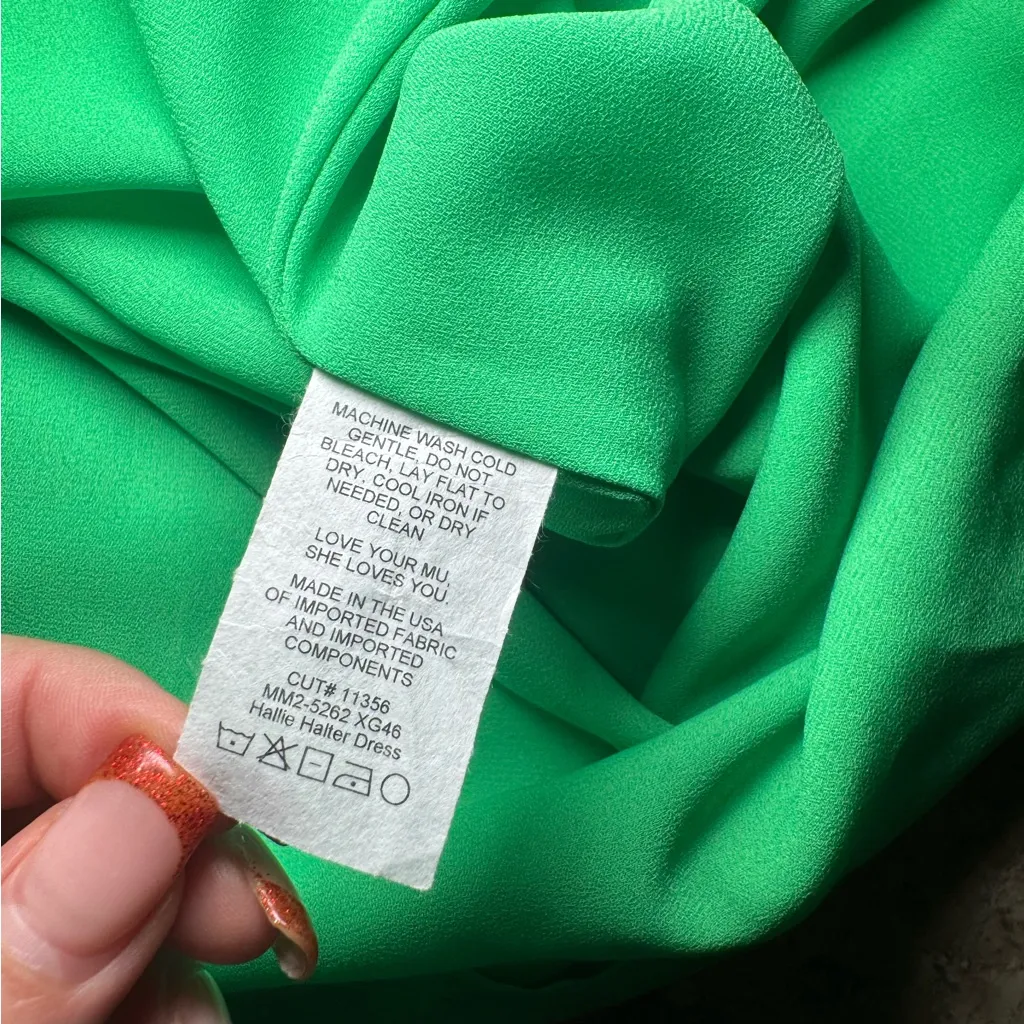 MACHINE WASH COLD
GENTLE, DO NOT
BLEACH, LAY FLAT TO
DRY, COOL IRON IF
NEEDED, OR DRY
CLEAN
LOVE YOUR MU,
SHE LOVES YOU.
MADE IN THE USA
OF IMPORTED FABRIC
AND IMPORTED
COMPONENTS
CUT# 11356
MM2-5262 XG46
Hallie Halter Dress